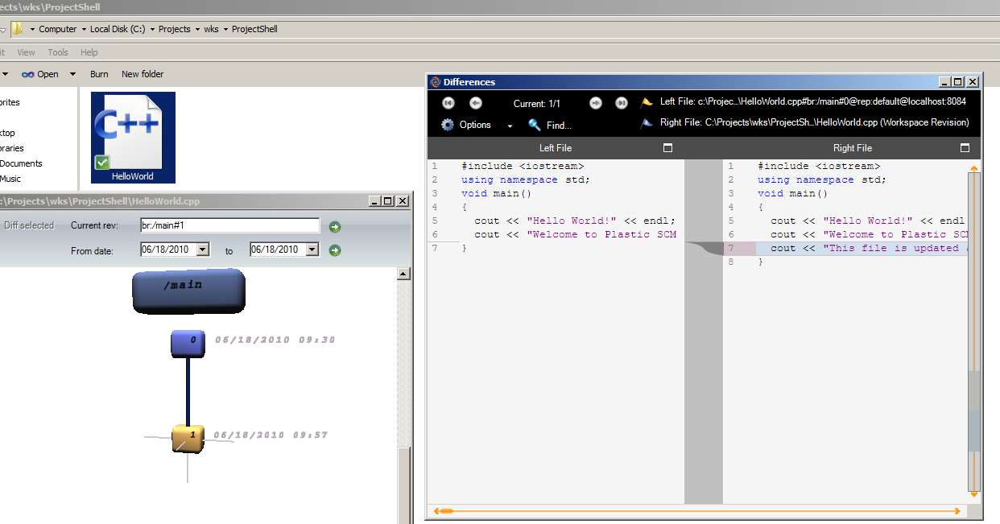 ects\wks\ProjectShell
Computer Local Disk (C:) Projects wks ProjectShell
it View Tools Help
Open Burn New folder
orites
ktop
oraries
Documents
Music
C++
HelloWorld
:\Projects\wks\ProjectShell\HelloWorld.cpp
Diff selected Current rev: br:/main#1
From date: 06/18/2010 to 06/18/2010
/main
0 06/18/2010 09:30
1 06/18/2010 09:57
Differences
Current: 1/1 Left File: c:\Projec...\HelloWorld.cpp#br:/main#0@rep:default@localhost:8084
Options Find... Right File: C:\Projects\wks\ProjectSh..\HelloWorld.cpp (Workspace Revision)
Left File
1 #include <iostream>
2 using namespace std;
3 void main()
4 {
5 cout << "Hello World!" << endl;
6 cout << "Welcome to Plastic SCM
7 }
Right File
1 #include <iostream>
2 using namespace std;
3 void main()
4 {
5 cout << "Hello World!" << endl
6 cout << "Welcome to Plastic SCM
7 cout << "This file is updated
8 }